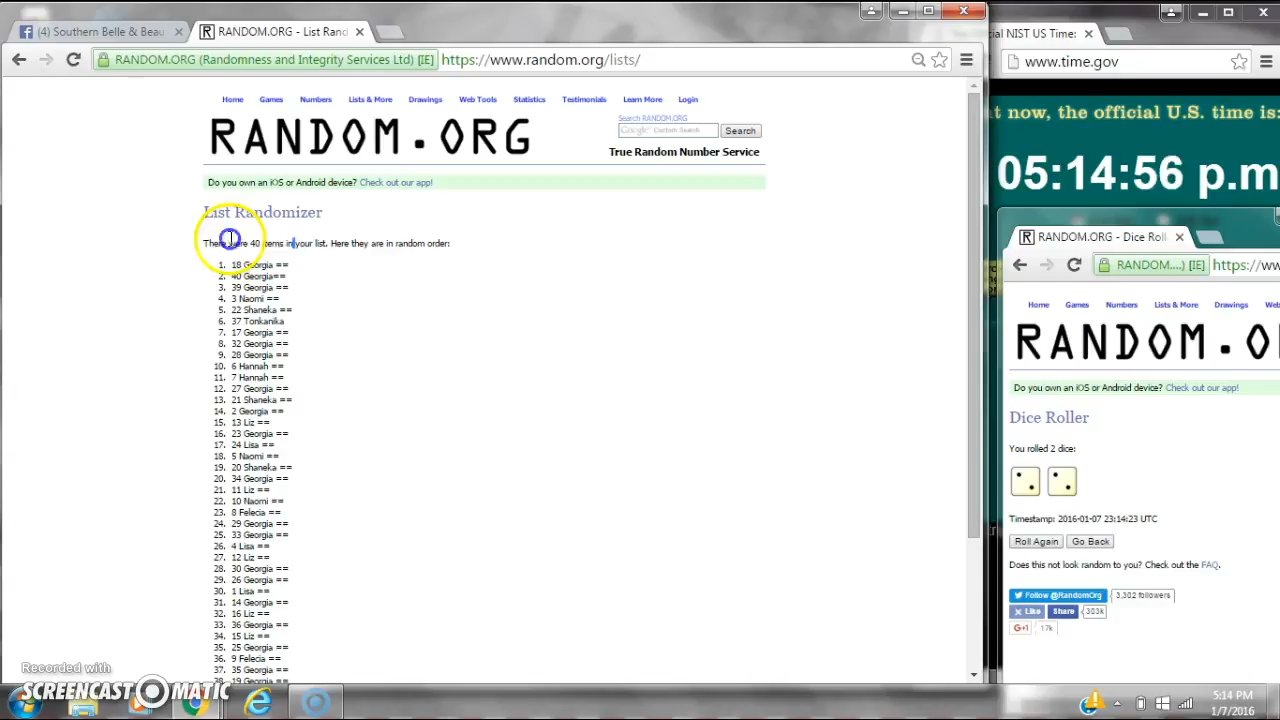 (4) Southern Belle & Beau
RANDOM.ORG - List Rand
NIST US Time:
RANDOM.ORG (Randomness and Integrity Services Ltd) [IE]
https://www.random.org/lists/
www.time.gov
Home Games Numbers Lists & More Drawings Web Tools Statistics Testimonials Learn More Login
Search RANDOM.ORG
RANDOM.ORG
Google Custom Search
Search
True Random Number Service
Do you own an iOS or Android device? Check out our app!
List Randomizer
There were 40 items in your list. Here they are in random order:
1. 18 Georgia ==
2. 40 Georgia==
3. 39 Georgia ==
4. 3 Naomi ==
5. 22 Shaneka ==
6. 37 Tonkanika
7. 17 Georgia ==
8. 32 Georgia ==
9. 28 Georgia ==
10. 6 Hannah ==
11. 7 Hannah ==
12. 27 Georgia ==
13. 21 Shaneka ==
14. 2 Georgia ==
15. 13 Liz ==
16. 23 Georgia ==
17. 24 Lisa ==
18. 5 Naomi ==
19. 20 Shaneka ==
20. 34 Georgia ==
21. 11 Liz ==
22. 10 Naomi ==
23. 8 Felecia ==
24. 29 Georgia ==
25. 33 Georgia ==
26. 4 Lisa ==
27. 12 Liz ==
28. 30 Georgia ==
29. 26 Georgia ==
30. 1 Lisa ==
31. 14 Georgia ==
32. 16 Liz ==
33. 36 Georgia ==
34. 15 Liz ==
35. 25 Georgia ==
36. 9 Felecia ==
37. 35 Georgia ==
38. 19 Georgia ==
t now, the official U.S. time is:
05:14:56 p.m
RANDOM.ORG - Dice Roll
RANDOM....) [IE]
https://ww
Home Games Numbers Lists & More Drawings Web
RANDOM.O
Do you own an iOS or Android device? Check out our app!
Dice Roller
You rolled 2 dice:
Timestamp: 2016-01-07 23:14:23 UTC
Roll Again Go Back
Does this not look random to you? Check out the FAQ.
Follow @RandomOrg 3,302 followers
Like Share 303k
G+1 17k
Recorded with
SCREENCAST MATIC
5:14 PM
1/7/2016